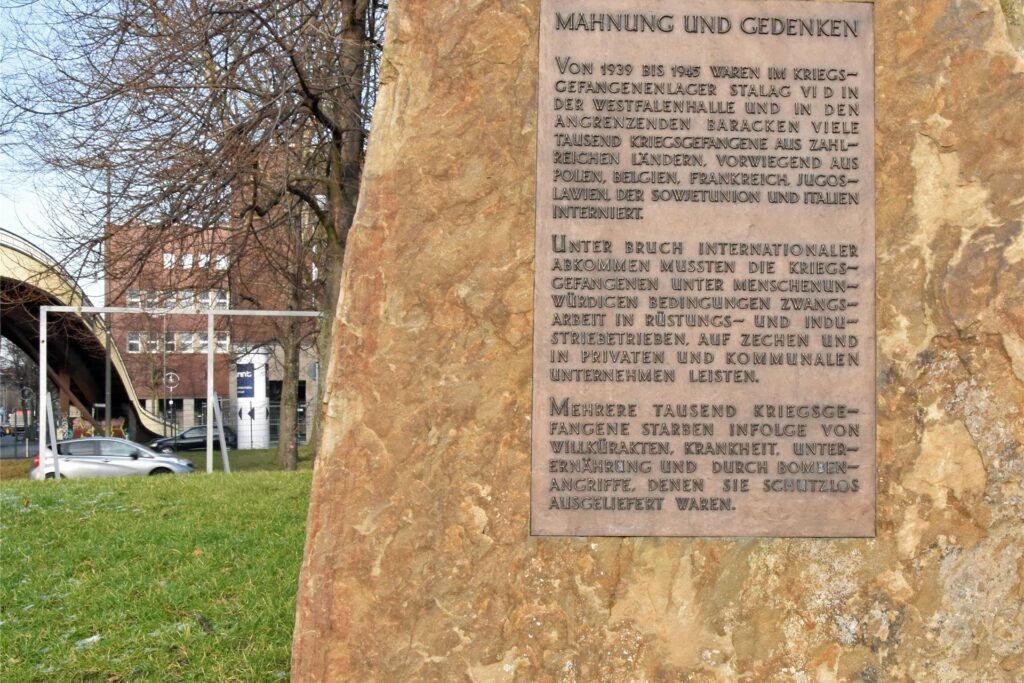 MAHNUNG UND GEDENKEN
VON 1939 BIS 1945 WAREN IM KRIEGS-
GEFANGENENLAGER STALAG VI D IN
DER WESTFALENHALLE UND IN DEN
ANGRENZENDEN BARACKEN VIELE
TAUSEND KRIEGSGEFANGENE AUS ZAHL-
REICHEN LÄNDERN, VORWIEGEND AUS
POLEN, BELGIEN, FRANKREICH, JUGOS-
LAWIEN, DER SOWJETUNION UND ITALIEN
INTERNIERT.
UNTER BRUCH INTERNATIONALER
ABKOMMEN MUSSTEN DIE KRIEGS-
GEFANGENEN UNTER MENSCHENUN-
WÜRDIGEN BEDINGUNGEN ZWANGS-
ARBEIT IN RÜSTUNGS- UND INDU-
STRIEBETRIEBEN, AUF ZECHEN UND
IN PRIVATEN UND KOMMUNALEN
UNTERNEHMEN LEISTEN.
MEHRERE TAUSEND KRIEGSGE-
FANGENE STARBEN INFOLGE VON
WILLKÜRAKTEN, KRANKHEIT, UNTER-
ERNÄHRUNG UND DURCH BOMBEN-
ANGRIFFE, DENEN SIE SCHUTZLOS
AUSGELIEFERT WAREN.